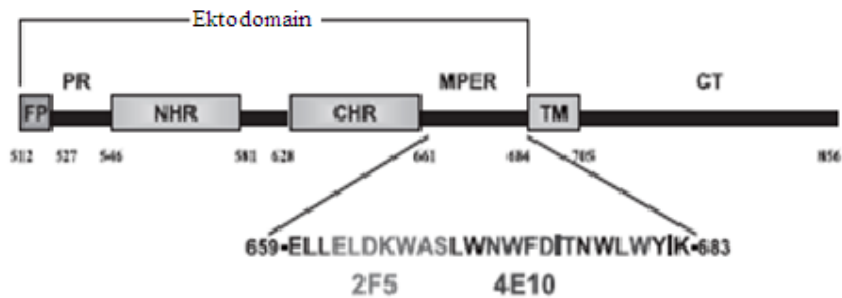 Ektodomain
PR MPER CT
FP NHR CHR TM
512 527 546 581 628 661 684 705 856
659-ELLELDKWASLWNWFDITNWLWYIK-683
2F5 4E10